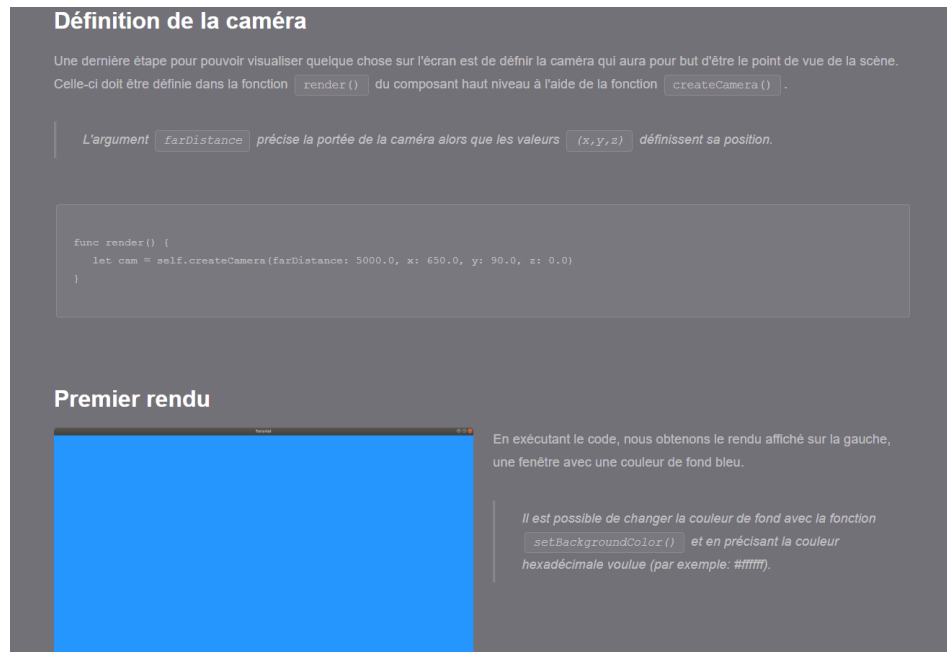 Définition de la caméra
Une dernière étape pour pouvoir visualiser quelque chose sur l'écran est de défnir la caméra qui aura pour but d'être le point de vue de la scène.
Celle-ci doit être définie dans la fonction render() du composant haut niveau à l'aide de la fonction createCamera() .
L'argument farDistance précise la portée de la caméra alors que les valeurs (x,y,z) définissent sa position.
func render() {
let cam = self.createCamera(farDistance: 5000.0, x: 650.0, y: 90.0, z: 0.0)
}
Premier rendu
Tutorial
En exécutant le code, nous obtenons le rendu affiché sur la gauche,
une fenêtre avec une couleur de fond bleu.
Il est possible de changer la couleur de fond avec la fonction
setBackgroundColor() et en précisant la couleur
hexadécimale voulue (par exemple: #ffffff).